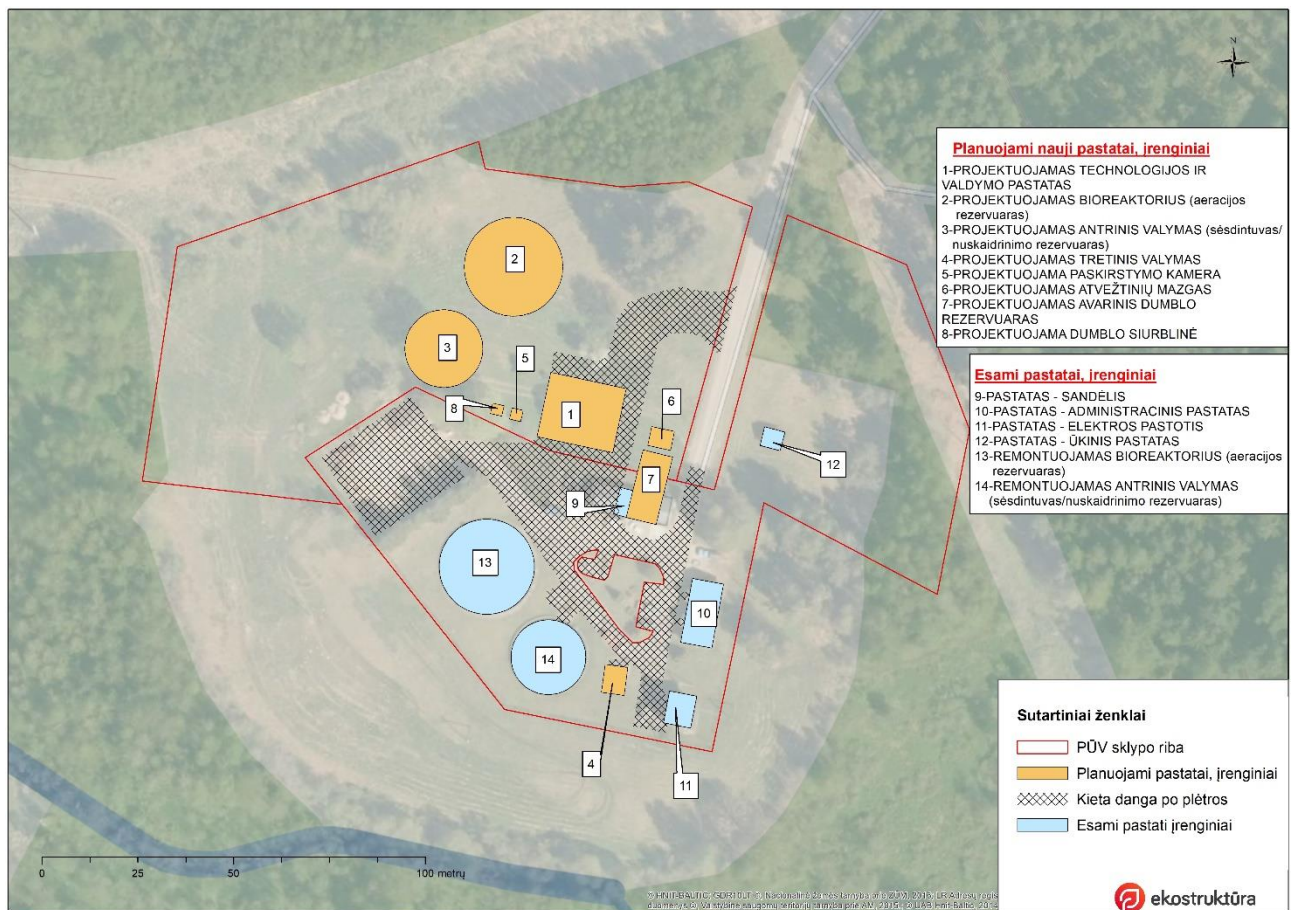 N
Planuojami nauji pastatai, įrenginiai
1-PROJEKTUOJAMAS TECHNOLOGIJOS IR
VALDYMO PASTATAS
2-PROJEKTUOJAMAS BIOREAKTORIUS (aeracijos
rezervuaras)
3-PROJEKTUOJAMAS ANTRINIS VALYMAS (sėsdintuvas/
nuskaidrinimo rezervuaras)
4-PROJEKTUOJAMAS TRETINIS VALYMAS
5-PROJEKTUOJAMA PASKIRSTYMO KAMERA
6-PROJEKTUOJAMAS ATVEŽTINIŲ MAZGAS
7-PROJEKTUOJAMAS AVARINIS DUMBLO
REZERVUARAS
8-PROJEKTUOJAMA DUMBLO SIURBLINĖ
Esami pastatai, įrenginiai
9-PASTATAS - SANDĖLIS
10-PASTATAS - ADMINISTRACINIS PASTATAS
11-PASTATAS - ELEKTROS PASTOTIS
12-PASTATAS - ŪKINIS PASTATAS
13-REMONTUOJAMAS BIOREAKTORIUS (aeracijos
rezervuaras)
14-REMONTUOJAMAS ANTRINIS VALYMAS
(sėsdintuvas/nuskaidrinimo rezervuaras)
2
3
5
8
1
6
7
12
9
13
10
14
4
11
Sutartiniai ženklai
PŪV sklypo riba
Planuojami pastatai, įrenginiai
Kieta danga po plėtros
Esami pastati įrenginiai
0 25 50 100 metrų
ekostruktūra